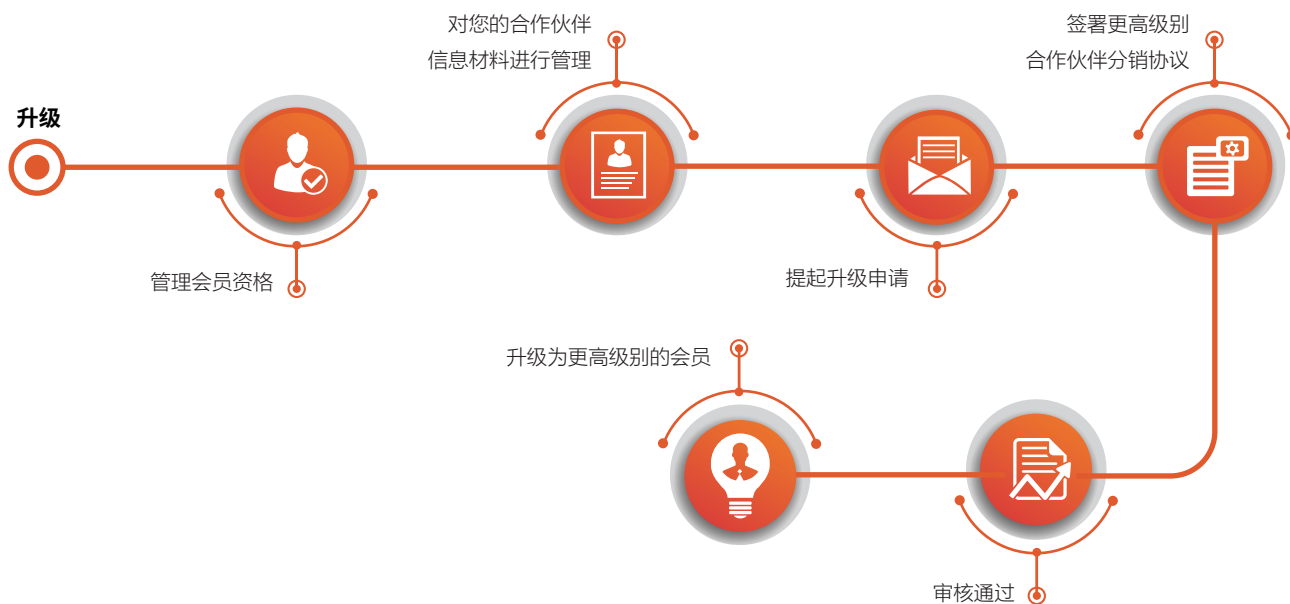 升级
管理会员资格
对您的合作伙伴
信息材料进行管理
提起升级申请
签署更高级别
合作伙伴分销协议
审核通过
升级为更高级别的会员